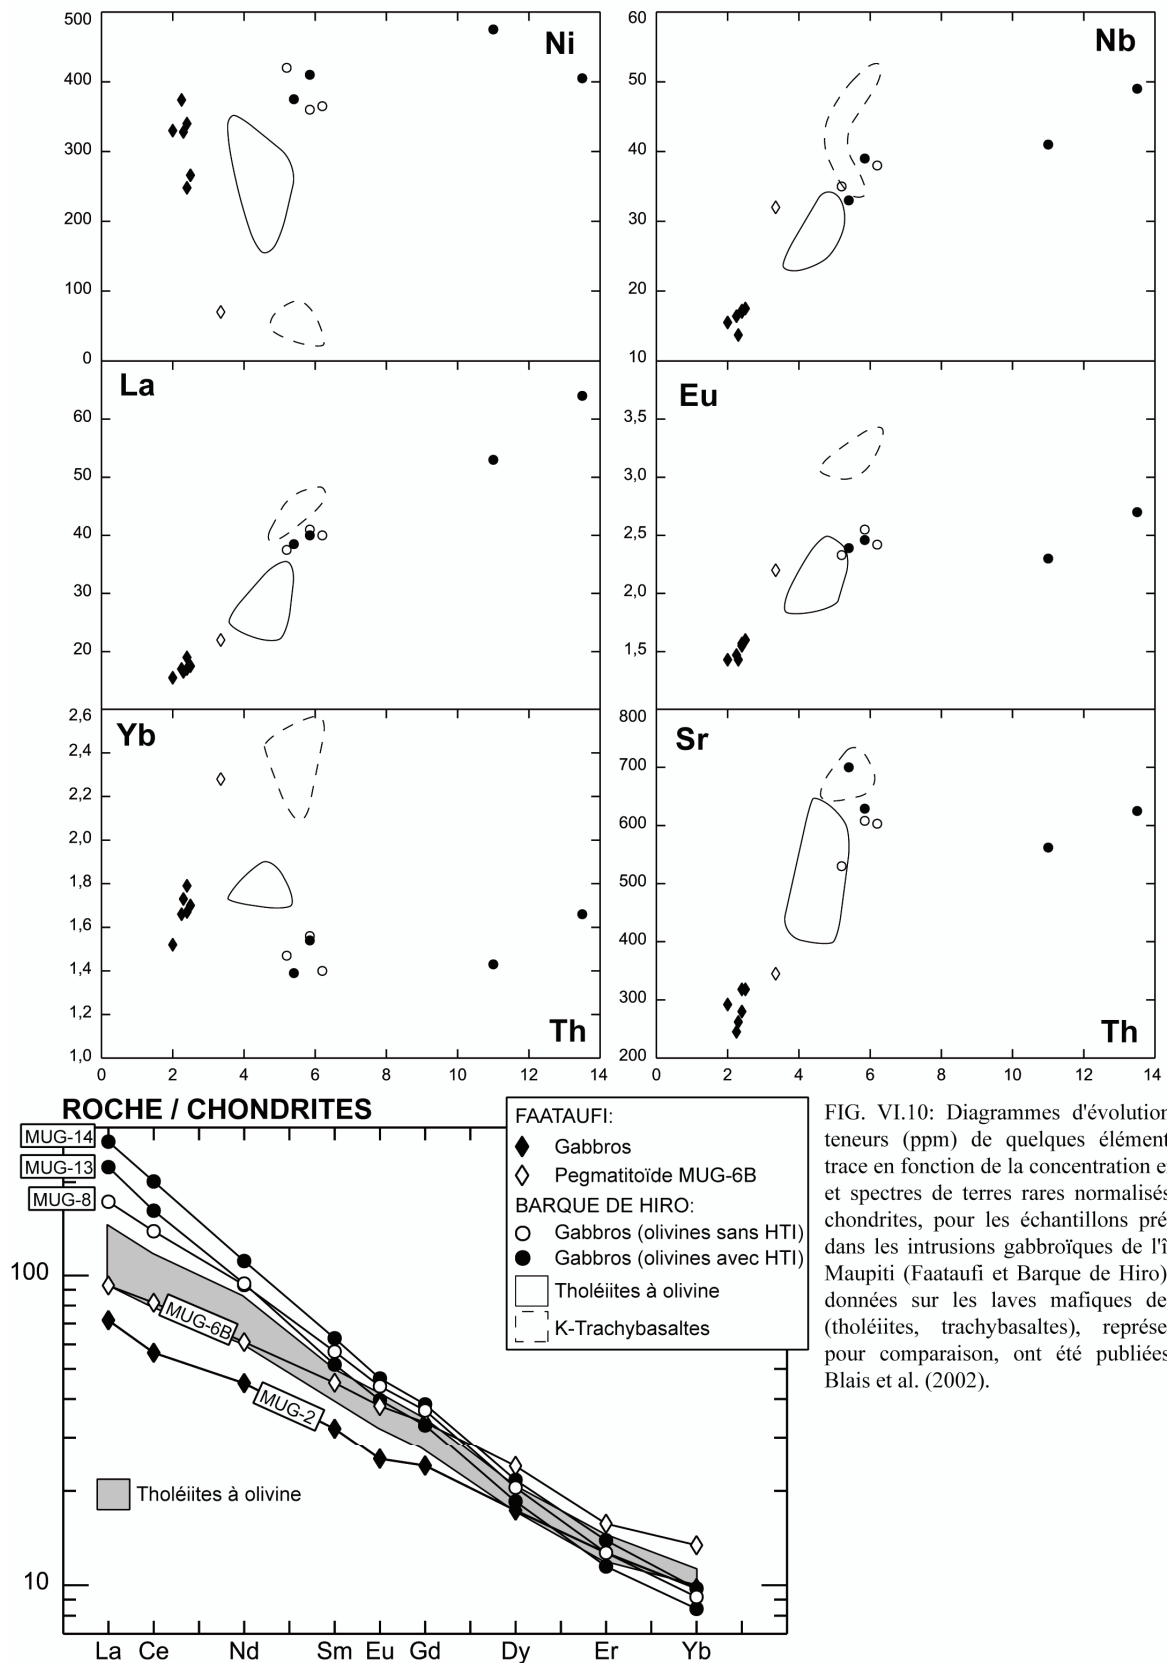 500
400
300
200
100
0
Ni
60
50
40
30
20
10
Nb
60
50
40
30
20
La
3,5
3,0
2,5
2,0
1,5
Eu
2,6
2,4
2,2
2,0
1,8
1,6
1,4
1,2
1,0
Yb
Th
0 2 4 6 8 10 12 14
800
700
600
500
400
300
200
Sr
Th
0 2 4 6 8 10 12 14
ROCHE / CHONDRITES
MUG-14
MUG-13
MUG-8
100
MUG-6B
MUG-2
Tholéiites à olivine
10
La Ce Nd Sm Eu Gd Dy Er Yb
FAATAUFI:
Gabbros
Pegmatitoïde MUG-6B
BARQUE DE HIRO:
Gabbros (olivines sans HTI)
Gabbros (olivines avec HTI)
Tholéiites à olivine
K-Trachybasaltes
FIG. VI.10: Diagrammes d'évolution
teneurs (ppm) de quelques élément
trace en fonction de la concentration e
et spectres de terres rares normalisés
chondrites, pour les échantillons pré
dans les intrusions gabbroïques de l'î
Maupiti (Faataufi et Barque de Hiro)
données sur les laves mafiques de
(tholéiites, trachybasaltes), représe
pour comparaison, ont été publiées
Blais et al. (2002).